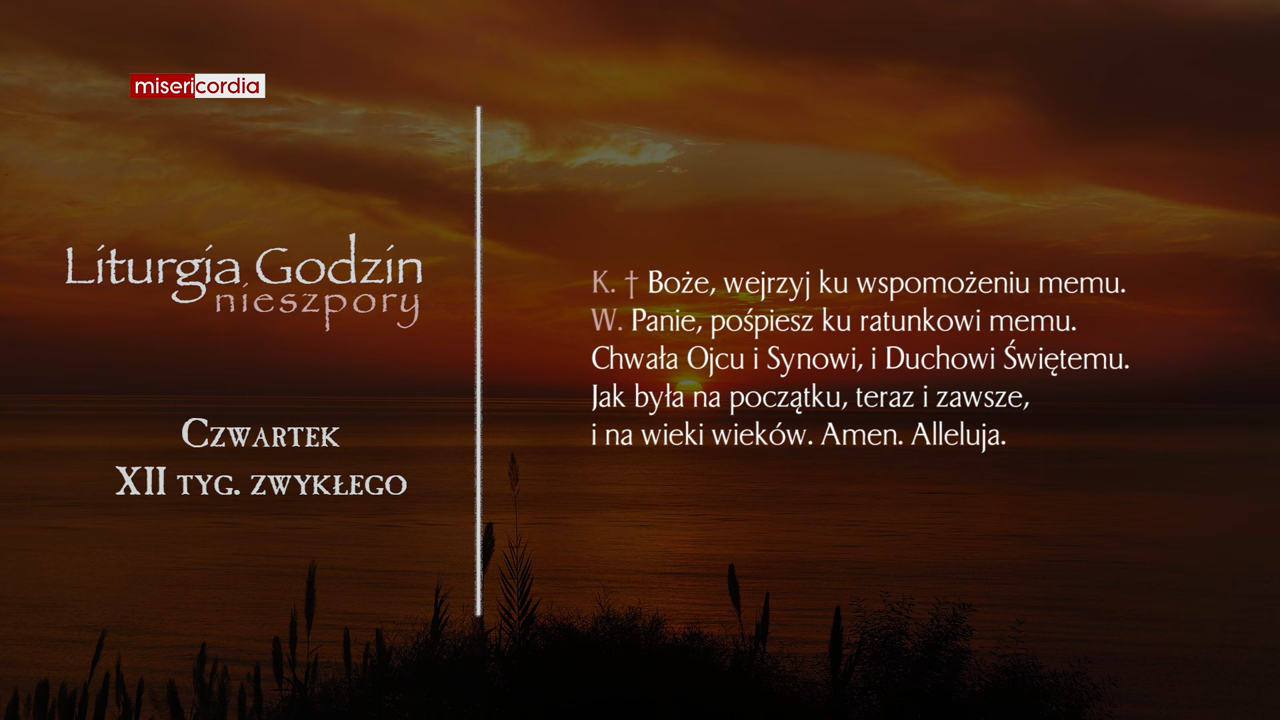 misericordia
Liturgia Godzin
nieszpory
Czwartek
XII tyg. zwykłego
K. † Boże, wejrzyj ku wspomożeniu memu.
W. Panie, pośpiesz ku ratunkowi memu.
Chwała Ojcu i Synowi, i Duchowi Świętemu.
Jak była na początku, teraz i zawsze,
i na wieki wieków. Amen. Alleluja.